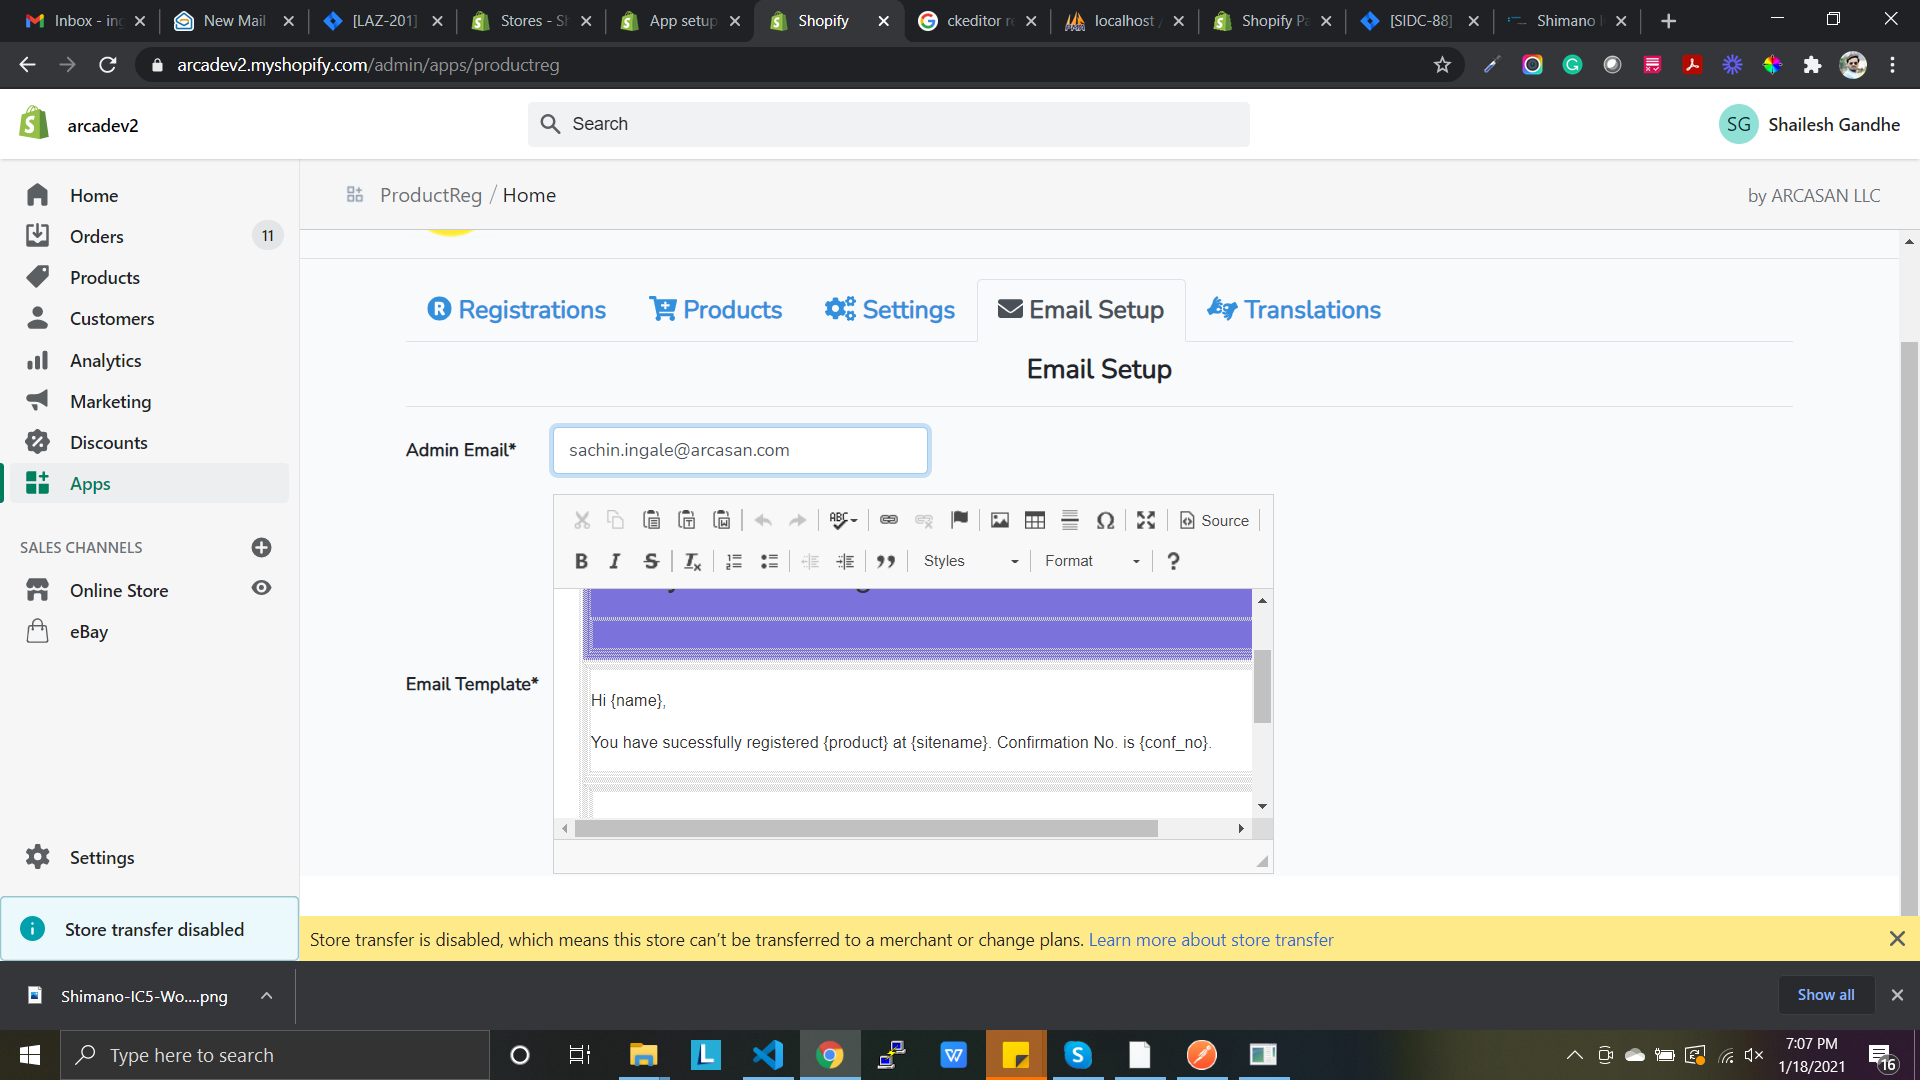 Inbox - in
New Mail
[LAZ-201]
Stores - S
App setup
Shopify
ckeditor r
localhost
Shopify Pa
[SIDC-88]
Shimano
arcadev2.myshopify.com/admin/apps/productreg
arcadev2
Search
SG
Shailesh Gandhe
Home
Orders
11
Products
Customers
Analytics
Marketing
Discounts
Apps
SALES CHANNELS
Online Store
eBay
Settings
Store transfer disabled
ProductReg / Home
by ARCASAN LLC
Registrations
Products
Settings
Email Setup
Translations
Email Setup
Admin Email*
sachin.ingale@arcasan.com
Source
Styles
Format
Email Template*
Hi {name},
You have sucessfully registered {product} at {sitename}. Confirmation No. is {conf_no}.
Store transfer is disabled, which means this store can’t be transferred to a merchant or change plans. Learn more about store transfer
Shimano-IC5-Wo....png
Show all
Type here to search
7:07 PM
1/18/2021
16